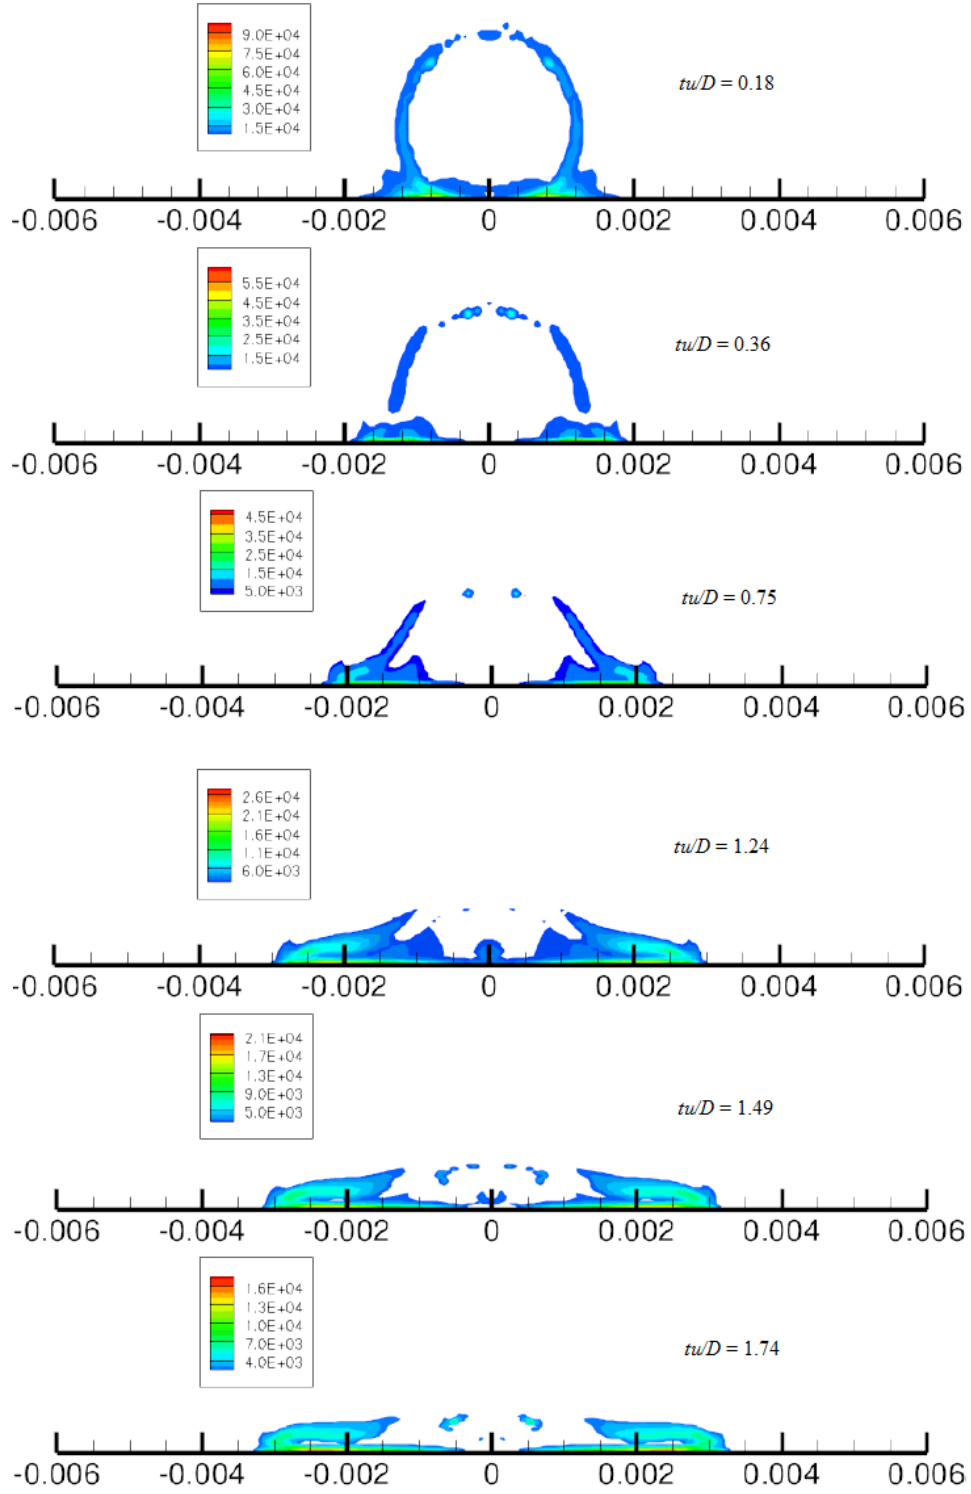 9.0E+04
7.5E+04
6.0E+04
4.5E+04
3.0E+04
1.5E+04
tu/D = 0.18
-0.006 -0.004 -0.002 0 0.002 0.004 0.006
5.5E+04
4.5E+04
3.5E+04
2.5E+04
1.5E+04
tu/D = 0.36
-0.006 -0.004 -0.002 0 0.002 0.004 0.006
4.5E+04
3.5E+04
2.5E+04
1.5E+04
5.0E+03
tu/D = 0.75
-0.006 -0.004 -0.002 0 0.002 0.004 0.006
2.6E+04
2.1E+04
1.6E+04
1.1E+04
6.0E+03
tu/D = 1.24
-0.006 -0.004 -0.002 0 0.002 0.004 0.006
2.1E+04
1.7E+04
1.3E+04
9.0E+03
5.0E+03
tu/D = 1.49
-0.006 -0.004 -0.002 0 0.002 0.004 0.006
1.6E+04
1.3E+04
1.0E+04
7.0E+03
4.0E+03
tu/D = 1.74
-0.006 -0.004 -0.002 0 0.002 0.004 0.006